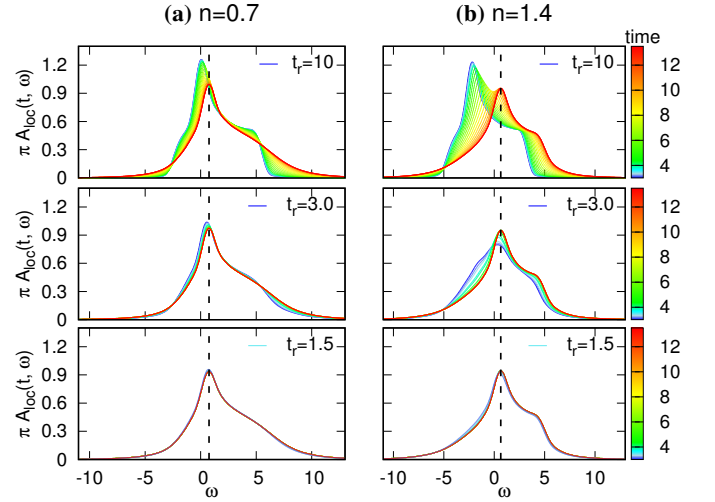 (a) n=0.7
(b) n=1.4
time
π A_loc(t, ω)
1.2
0.9
0.6
0.3
0
t_r=10
t_r=10
12
10
8
6
4
π A_loc(t, ω)
1.2
0.9
0.6
0.3
0
t_r=3.0
t_r=3.0
12
10
8
6
4
π A_loc(t, ω)
1.2
0.9
0.6
0.3
0
t_r=1.5
t_r=1.5
12
10
8
6
4
-10 -5 0 5 10
-10 -5 0 5 10
ω
ω